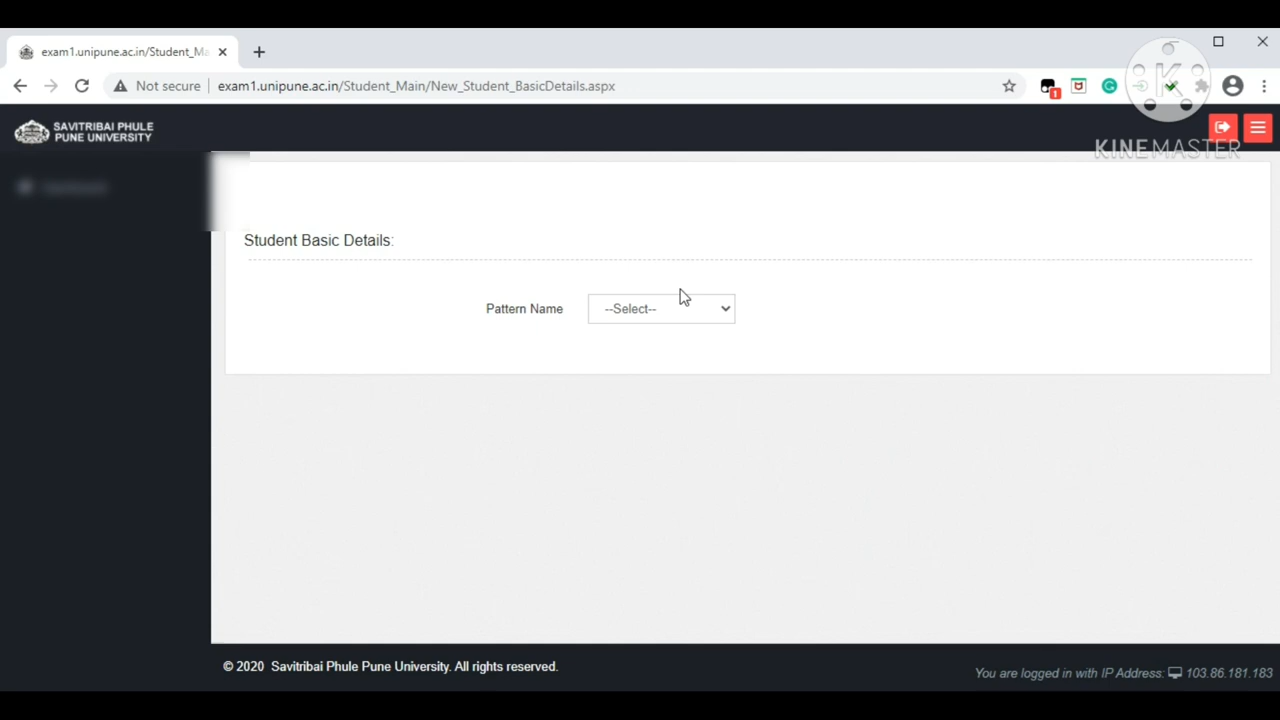 exam1.unipune.ac.in/Student_Ma
Not secure
exam1.unipune.ac.in/Student_Main/New_Student_BasicDetails.aspx
1
K
KINEMASTER
SAVITRIBAI PHULE
PUNE UNIVERSITY
Student Basic Details:
Pattern Name
--Select--
© 2020 Savitribai Phule Pune University. All rights reserved.
You are logged in with IP Address: 103.86.181.183